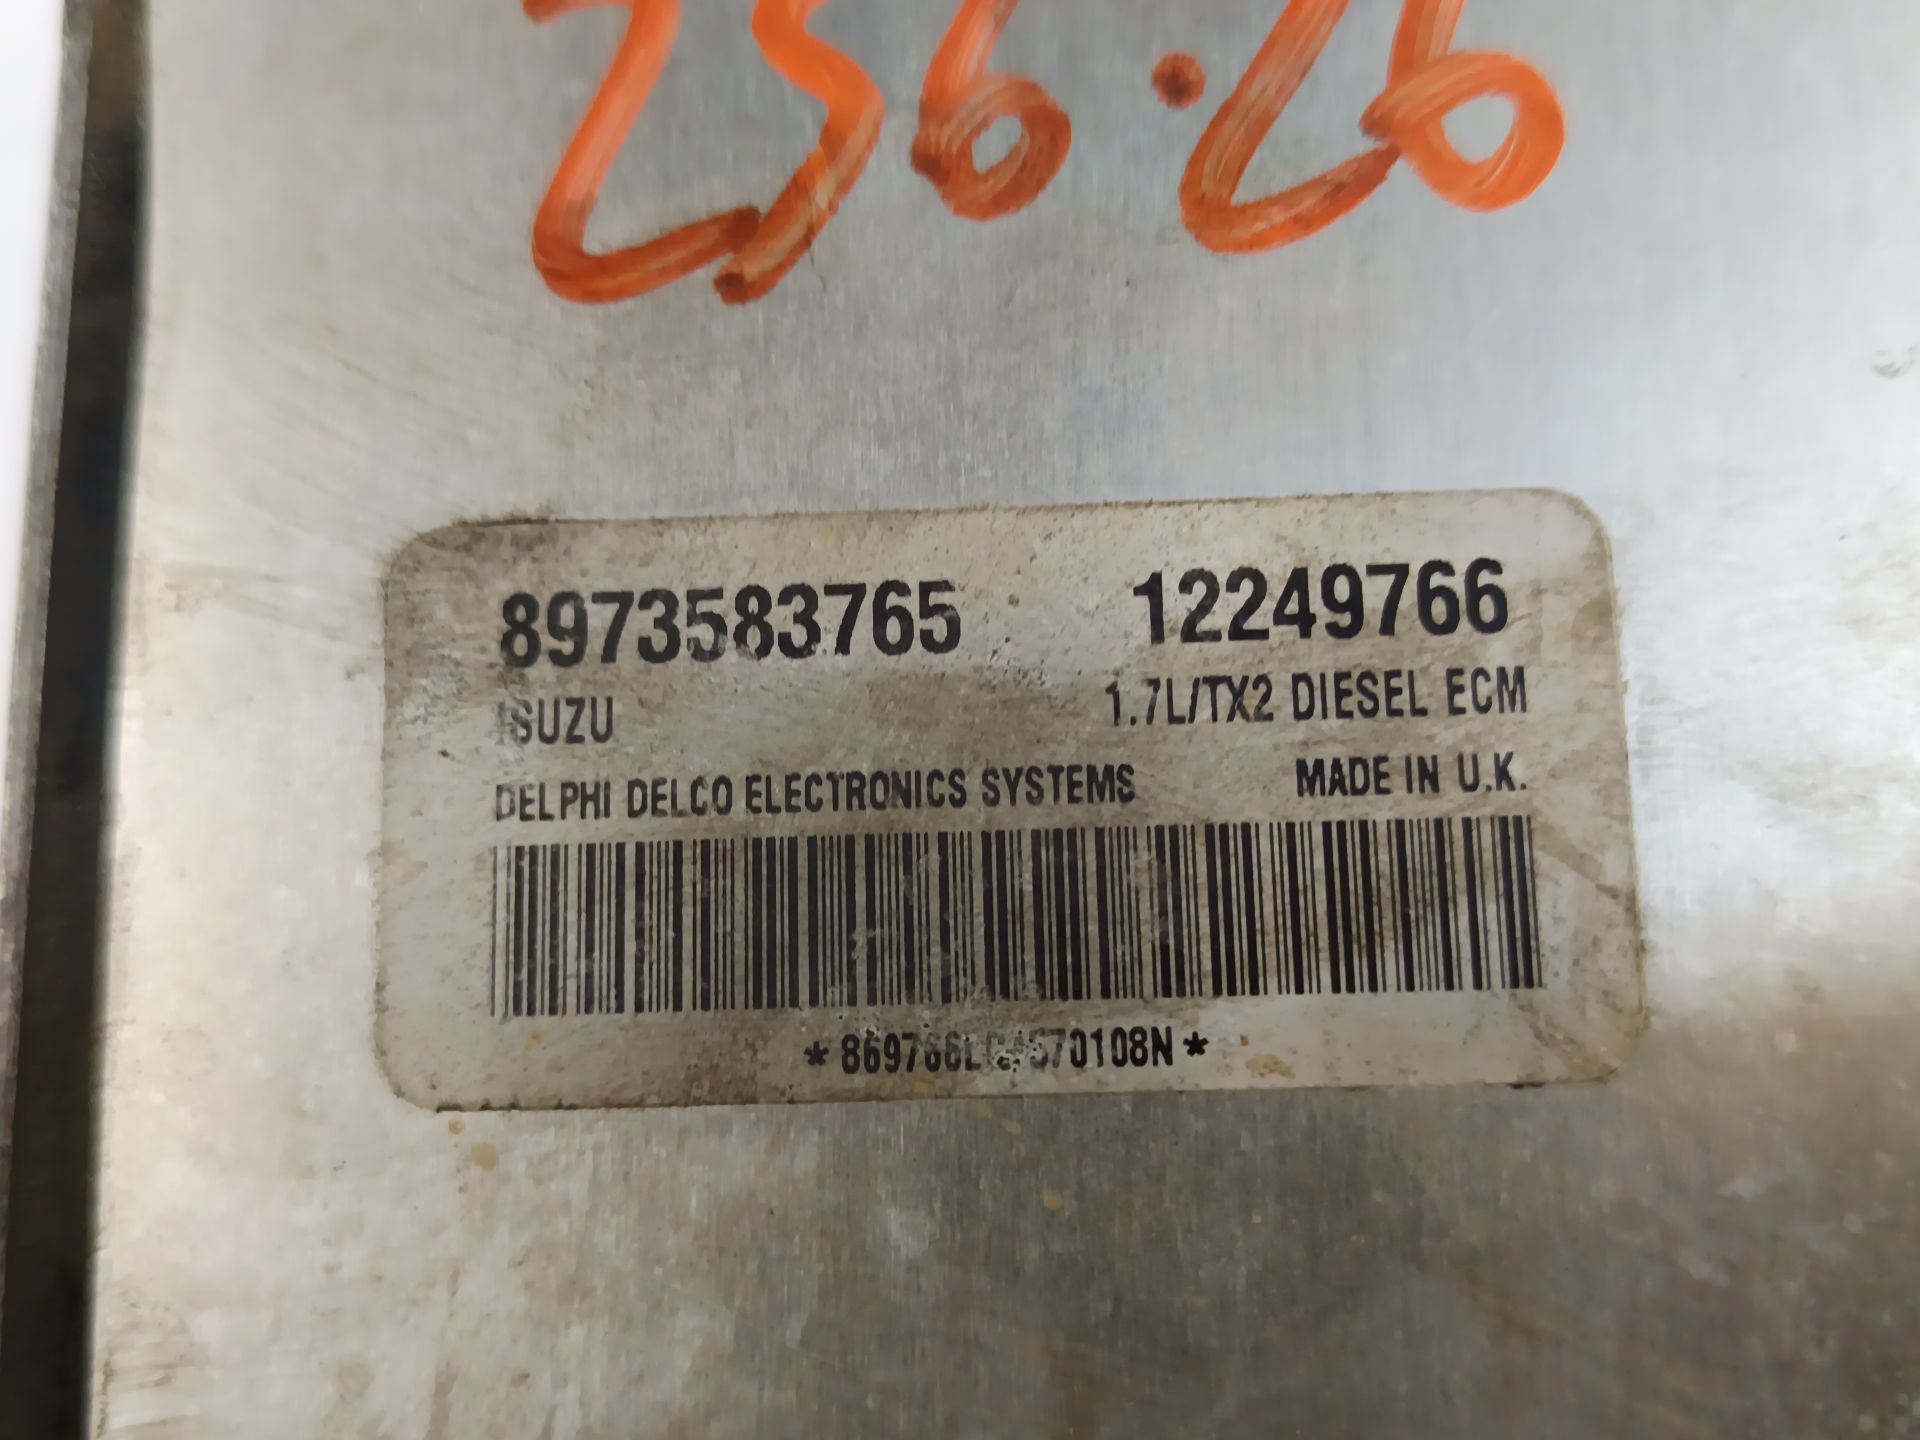 256.26
8973583765 12249766
ISUZU 1.7L/TX2 DIESEL ECM
DELPHI DELCO ELECTRONICS SYSTEMS MADE IN U.K.